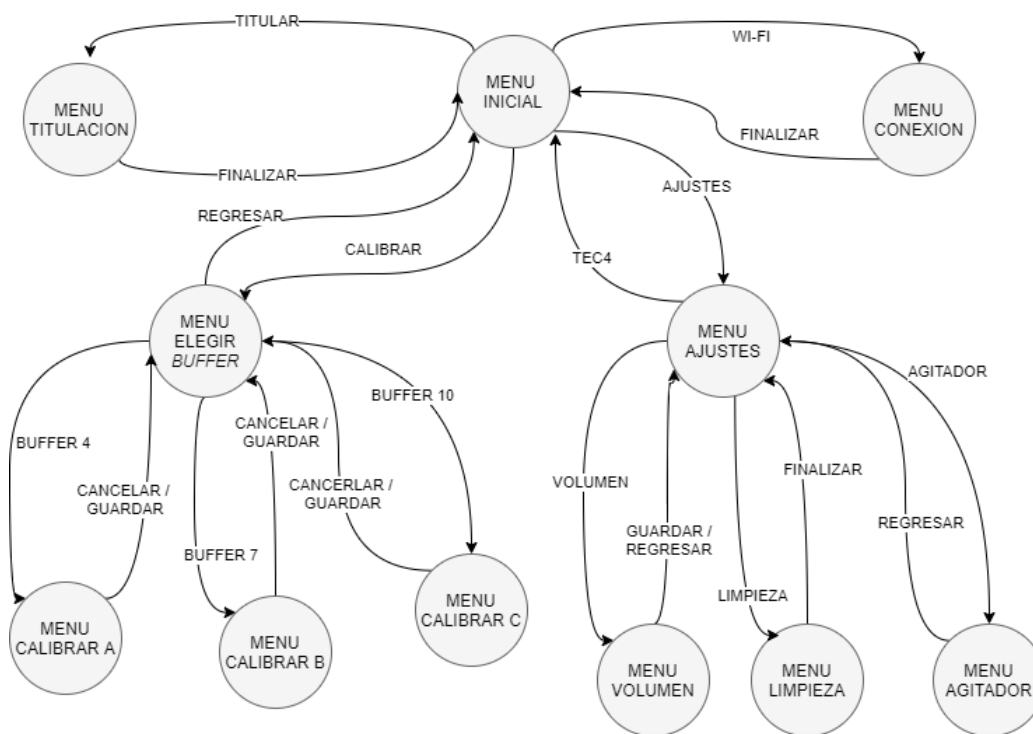 TITULAR
WI-FI
MENU
INICIAL
MENU
TITULACION
MENU
CONEXION
FINALIZAR
FINALIZAR
AJUSTES
REGRESAR
CALIBRAR
TEC4
MENU
ELEGIR
BUFFER
MENU
AJUSTES
AGITADOR
BUFFER 10
CANCELAR /
GUARDAR
BUFFER 4
CANCELAR /
GUARDAR
CANCERLAR /
GUARDAR
VOLUMEN
FINALIZAR
REGRESAR
GUARDAR /
REGRESAR
BUFFER 7
LIMPIEZA
MENU
CALIBRAR A
MENU
CALIBRAR B
MENU
CALIBRAR C
MENU
VOLUMEN
MENU
LIMPIEZA
MENU
AGITADOR